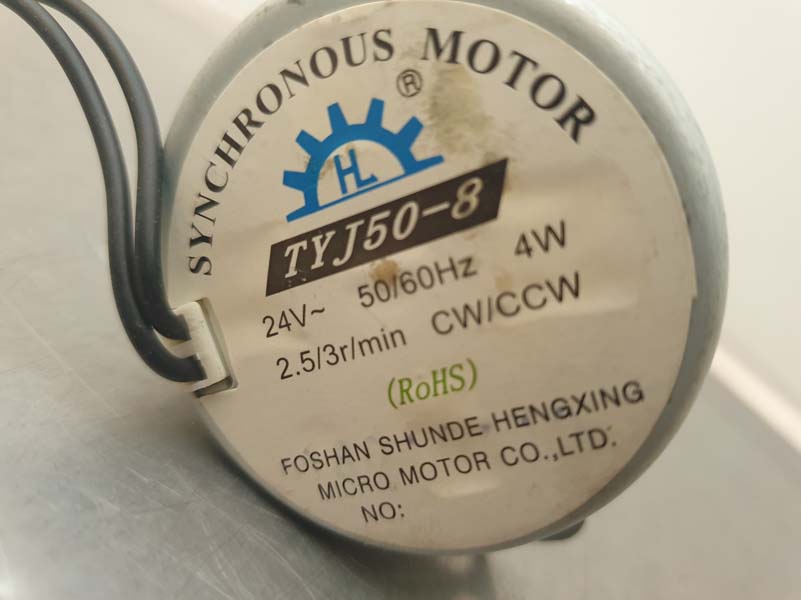 SYNCHRONOUS MOTOR
®
HL
TYJ50-8
24V~ 50/60Hz 4W
2.5/3r/min CW/CCW
(RoHS)
FOSHAN SHUNDE HENGXING
MICRO MOTOR CO.,LTD.
NO: